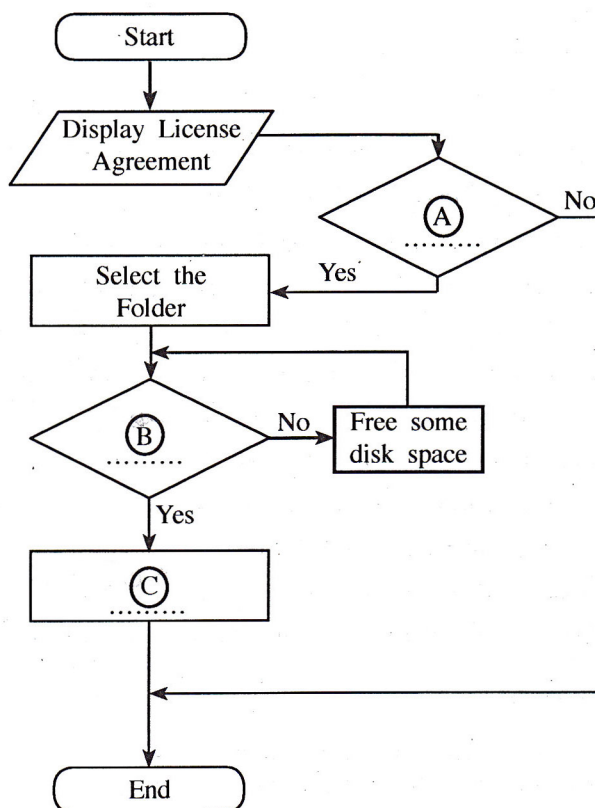 Start
Display License
Agreement
A
..........
No
Yes
Select the
Folder
B
..........
No
Free some
disk space
Yes
C
..........
End